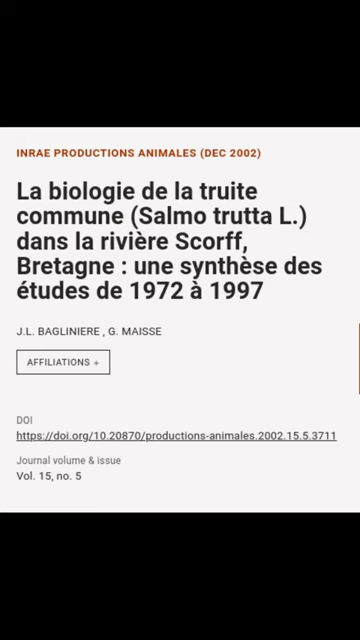 INRAE PRODUCTIONS ANIMALES (DEC 2002)
La biologie de la truite
commune (Salmo trutta L.)
dans la rivière Scorff,
Bretagne : une synthèse des
études de 1972 à 1997
J.L. BAGLINIERE , G. MAISSE
AFFILIATIONS +
DOI
https://doi.org/10.20870/productions-animales.2002.15.5.3711
Journal volume & issue
Vol. 15, no. 5